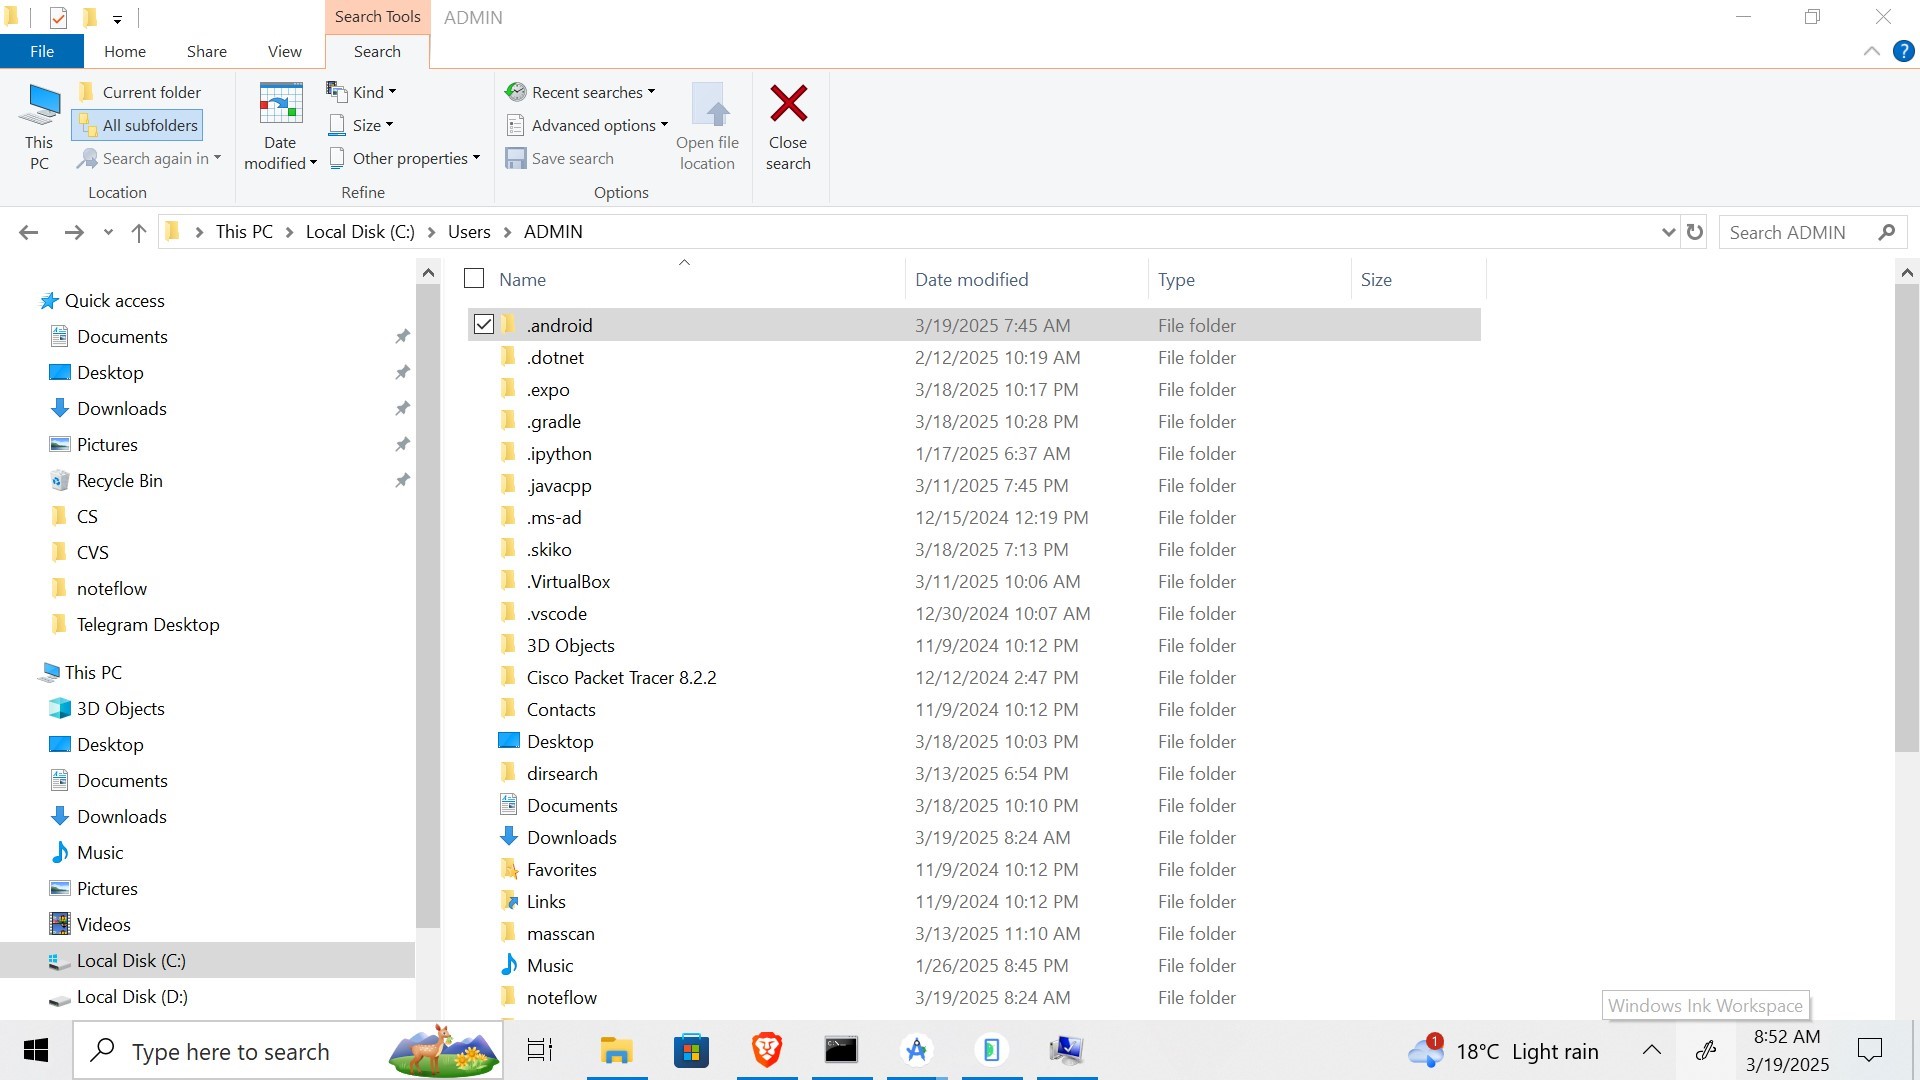 Search Tools
ADMIN
File
Home
Share
View
Search
This PC
Current folder
All subfolders
Search again in
Location
Date modified
Kind
Size
Other properties
Refine
Recent searches
Advanced options
Save search
Open file location
Options
Close search
This PC
Local Disk (C:)
Users
ADMIN
Search ADMIN
Quick access
Documents
Desktop
Downloads
Pictures
Recycle Bin
CS
CVS
noteflow
Telegram Desktop
This PC
3D Objects
Desktop
Documents
Downloads
Music
Pictures
Videos
Local Disk (C:)
Local Disk (D:)
Name Date modified Type Size
.android 3/19/2025 7:45 AM File folder
.dotnet 2/12/2025 10:19 AM File folder
.expo 3/18/2025 10:17 PM File folder
.gradle 3/18/2025 10:28 PM File folder
.ipython 1/17/2025 6:37 AM File folder
.javacpp 3/11/2025 7:45 PM File folder
.ms-ad 12/15/2024 12:19 PM File folder
.skiko 3/18/2025 7:13 PM File folder
.VirtualBox 3/11/2025 10:06 AM File folder
.vscode 12/30/2024 10:07 AM File folder
3D Objects 11/9/2024 10:12 PM File folder
Cisco Packet Tracer 8.2.2 12/12/2024 2:47 PM File folder
Contacts 11/9/2024 10:12 PM File folder
Desktop 3/18/2025 10:03 PM File folder
dirsearch 3/13/2025 6:54 PM File folder
Documents 3/18/2025 10:10 PM File folder
Downloads 3/19/2025 8:24 AM File folder
Favorites 11/9/2024 10:12 PM File folder
Links 11/9/2024 10:12 PM File folder
masscan 3/13/2025 11:10 AM File folder
Music 1/26/2025 8:45 PM File folder
noteflow 3/19/2025 8:24 AM File folder
Windows Ink Workspace
Type here to search
1
18°C Light rain
8:52 AM
3/19/2025